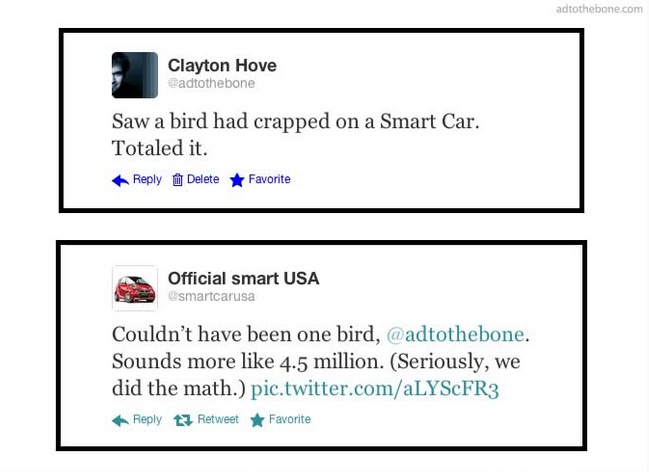 adtothebone.com
Clayton Hove
@adtothebone
Saw a bird had crapped on a Smart Car.
Totaled it.
Reply Delete Favorite
Official smart USA
@smartcarusa
Couldn’t have been one bird, @adtothebone.
Sounds more like 4.5 million. (Seriously, we
did the math.) pic.twitter.com/aLYScFR3
Reply Retweet Favorite